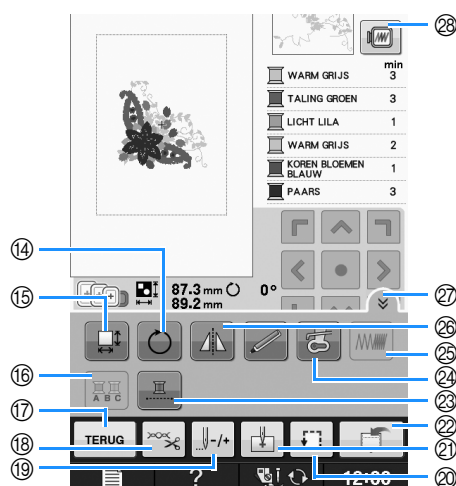 ㉘
min
WARM GRIJS 3
TALING GROEN 3
LICHT LILA 1
WARM GRIJS 2
KOREN BLOEMEN
BLAUW 1
PAARS 3
⑭
⑮
87.3 mm 0°
89.2 mm
㉗
㉖
㉕
⑯
A B C
㉔
⑰
㉓
TERUG
-/+
㉒
⑱
⑲
㉑
⑳
?